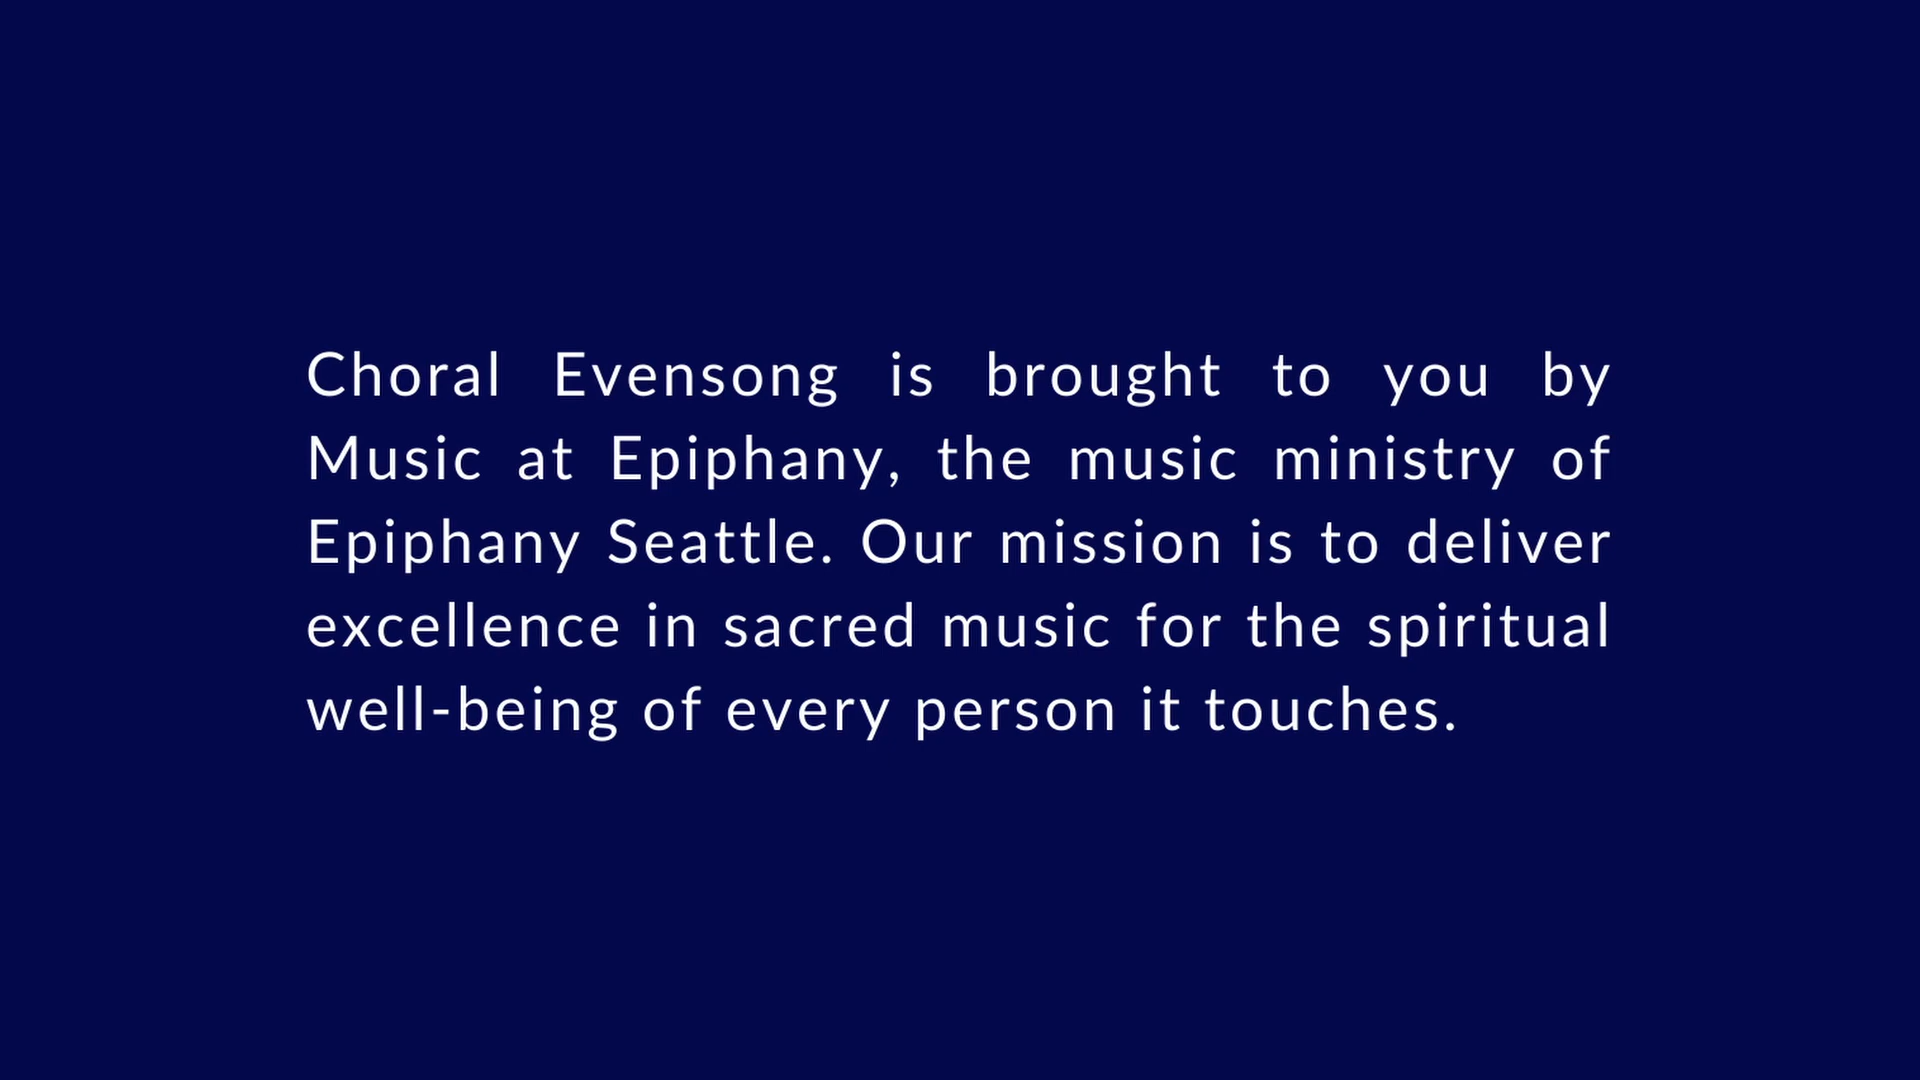 Choral Evensong is brought to you by
Music at Epiphany, the music ministry of
Epiphany Seattle. Our mission is to deliver
excellence in sacred music for the spiritual
well-being of every person it touches.